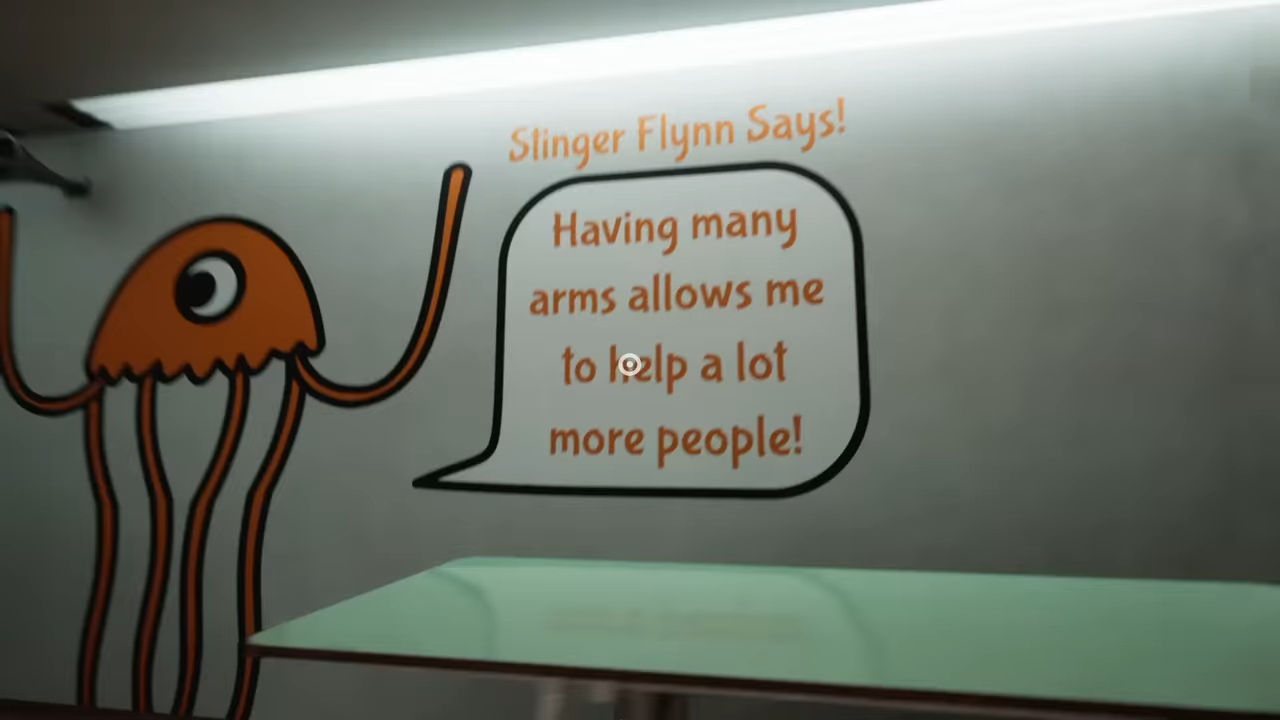 Stinger Flynn Says!
Having many
arms allows me
to help a lot
more people!